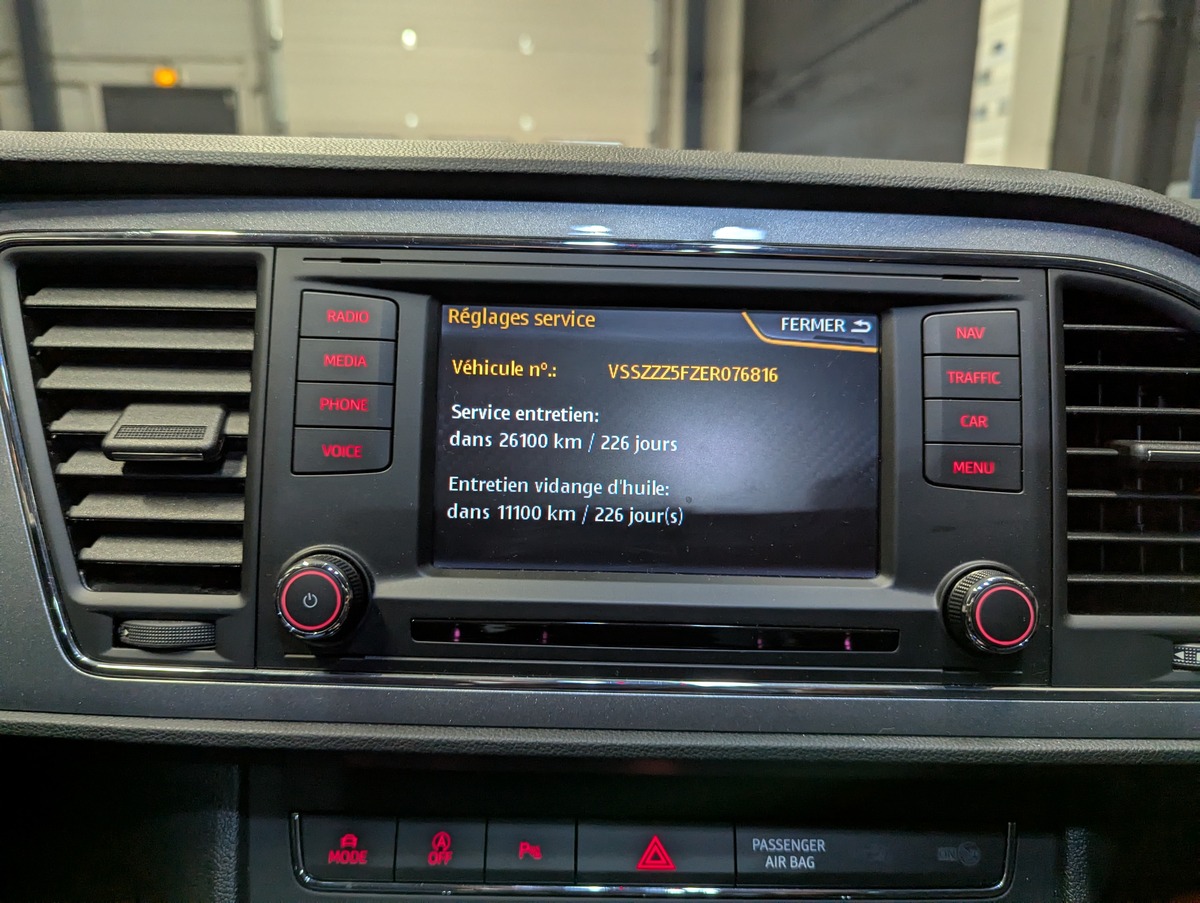 RADIO
MEDIA
PHONE
VOICE
Réglages service
FERMER
Véhicule n°.: VSSZZZ5FZER076816
Service entretien:
dans 26100 km / 226 jours
Entretien vidange d'huile:
dans 11100 km / 226 jour(s)
NAV
TRAFFIC
CAR
MENU
MODE
A
OFF
P
PASSENGER
AIR BAG